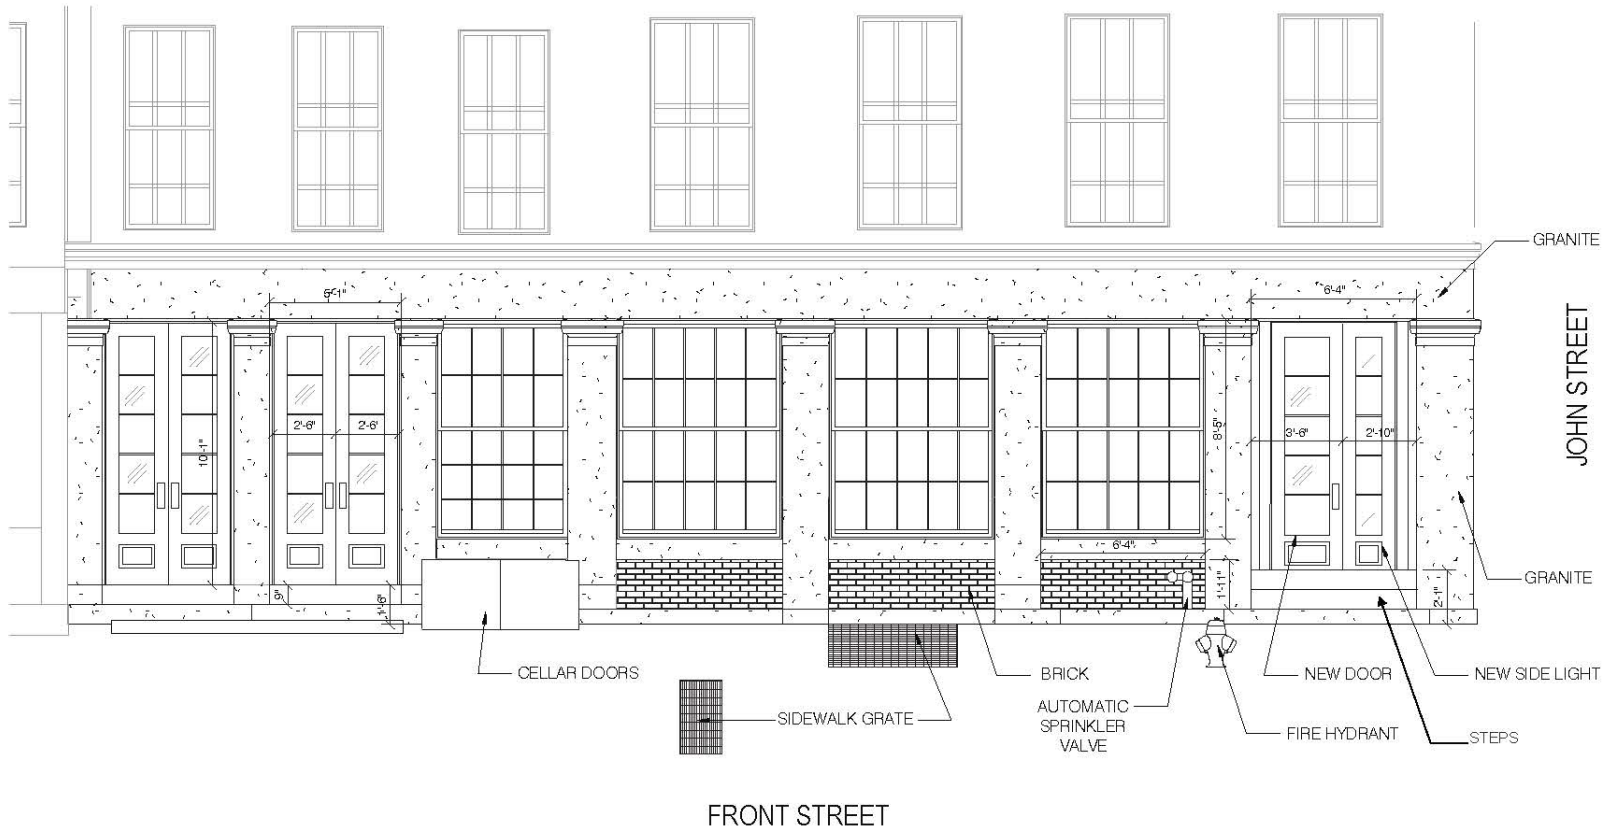 GRANITE
5'-1"
6'-4"
JOHN STREET
10'-1"
2'-6"
2'-6"
8'-5"
3'-6"
2'-10"
6'-4"
GRANITE
9"
1'-6"
1'-11"
2'-1"
CELLAR DOORS
BRICK
NEW DOOR
NEW SIDE LIGHT
SIDEWALK GRATE
AUTOMATIC
SPRINKLER
VALVE
FIRE HYDRANT
STEPS
FRONT STREET